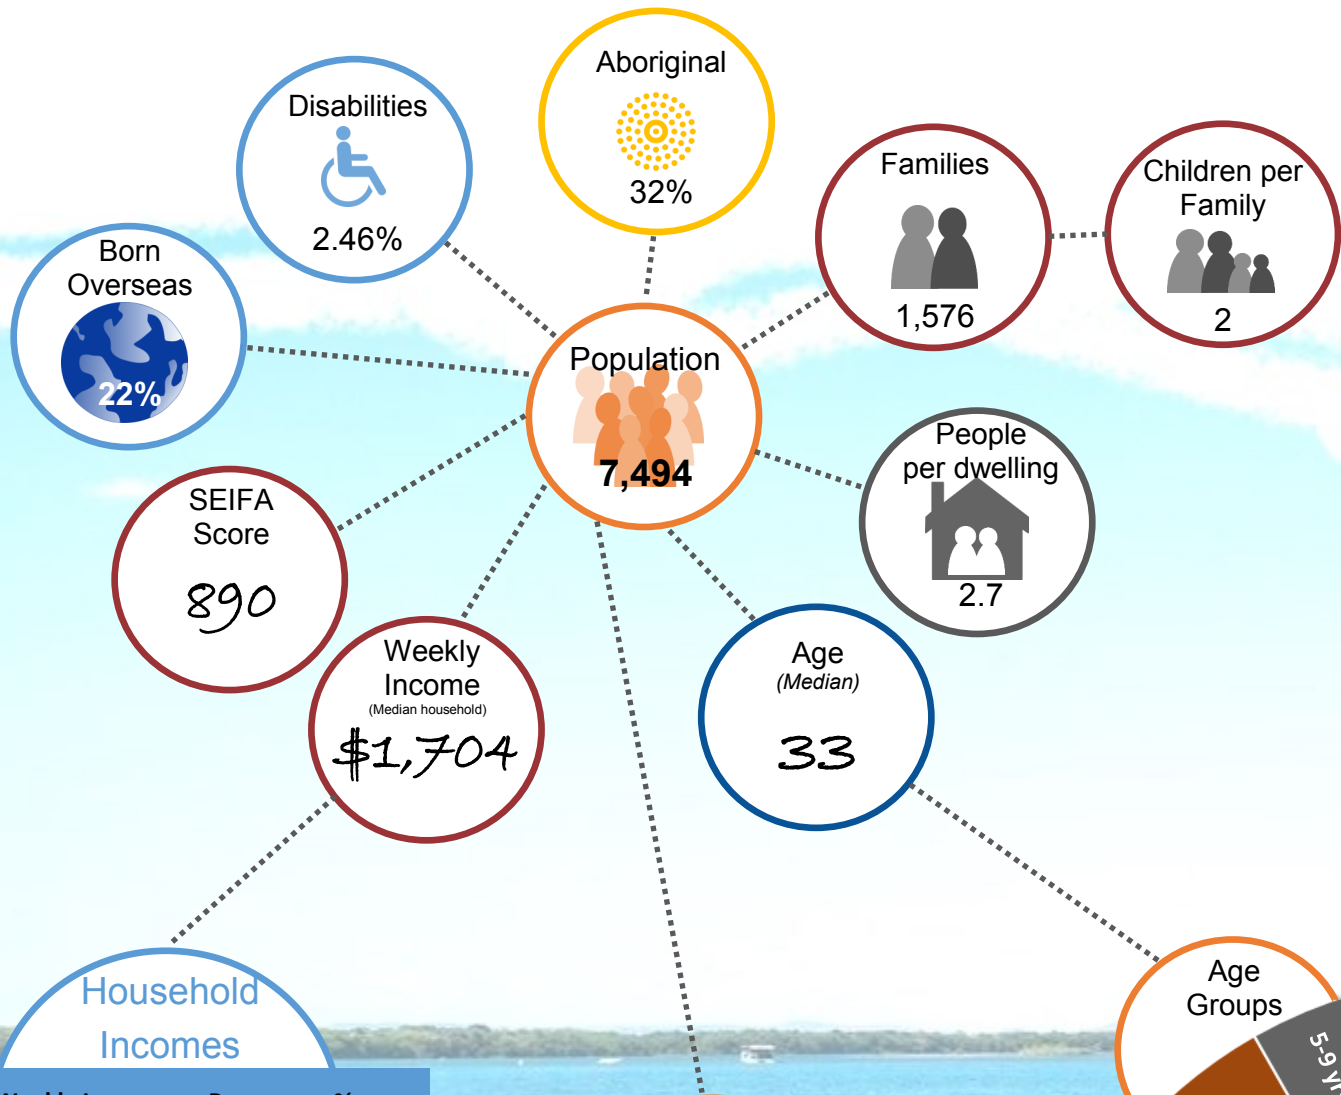 Aboriginal
32%
Disabilities
2.46%
Families
1,576
Children per
Family
2
Born
Overseas
22%
Population
7,494
People
per dwelling
2.7
SEIFA
Score
890
Weekly
Income
(Median household)
$1,704
Age
(Median)
33
Household
Incomes
Age
Groups
5-9 y